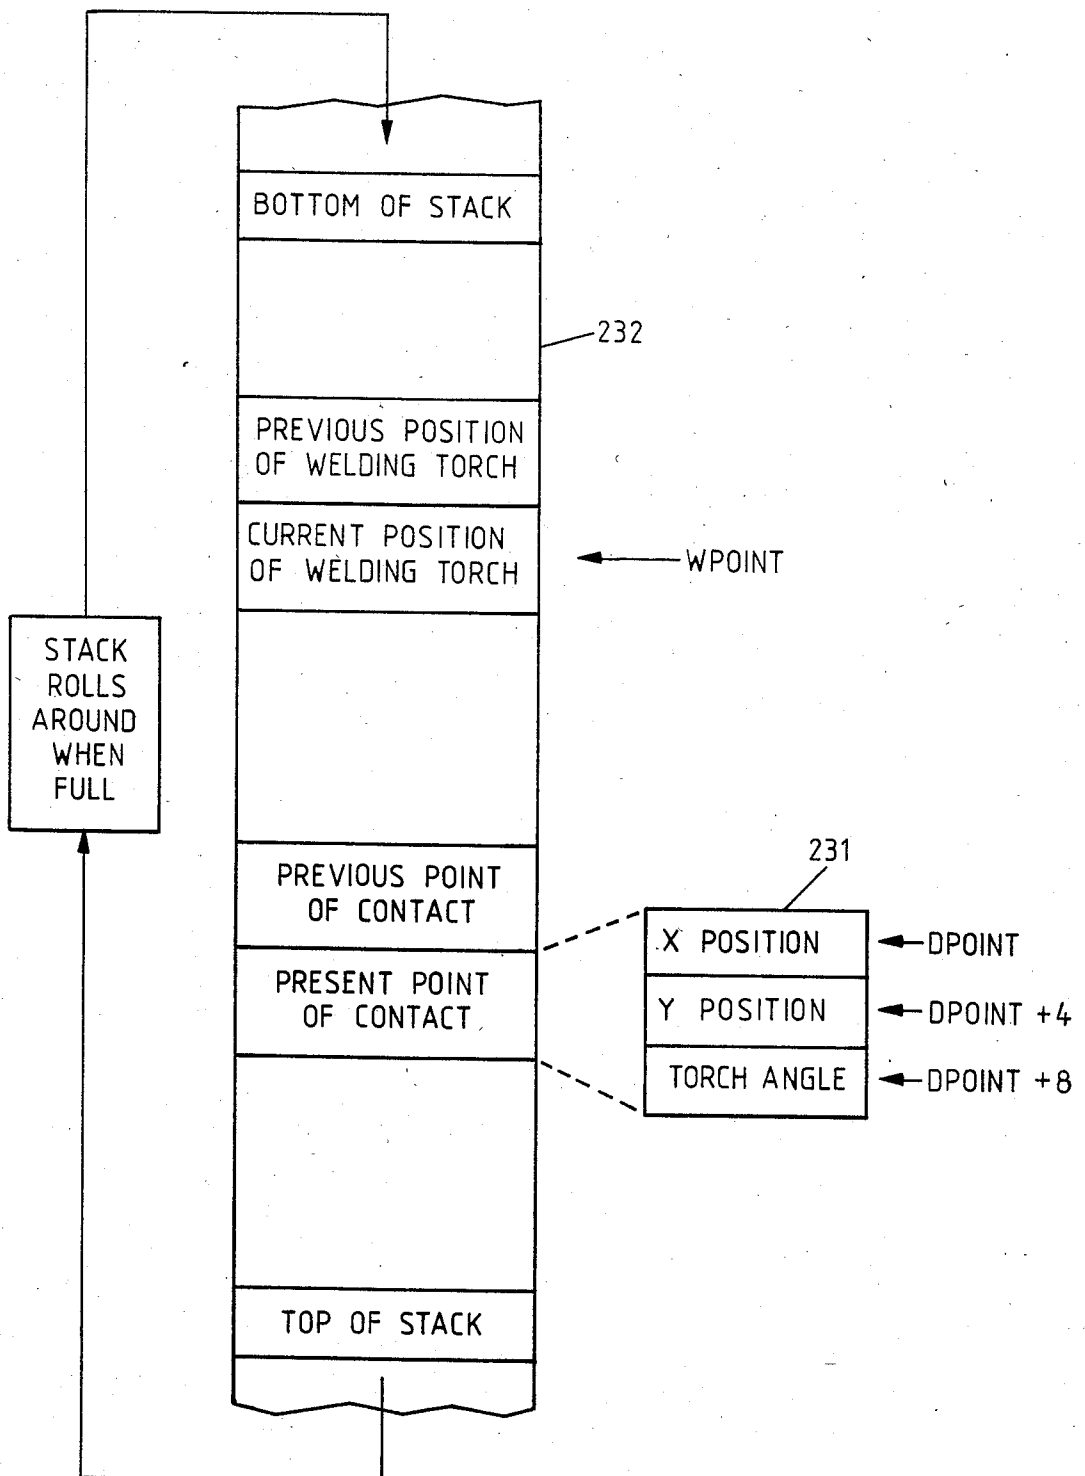 BOTTOM OF STACK
232
PREVIOUS POSITION
OF WELDING TORCH
CURRENT POSITION
OF WELDING TORCH
WPOINT
STACK
ROLLS
AROUND
WHEN
FULL
PREVIOUS POINT
OF CONTACT
231
X POSITION
DPOINT
PRESENT POINT
OF CONTACT
Y POSITION
DPOINT +4
TORCH ANGLE
DPOINT +8
TOP OF STACK